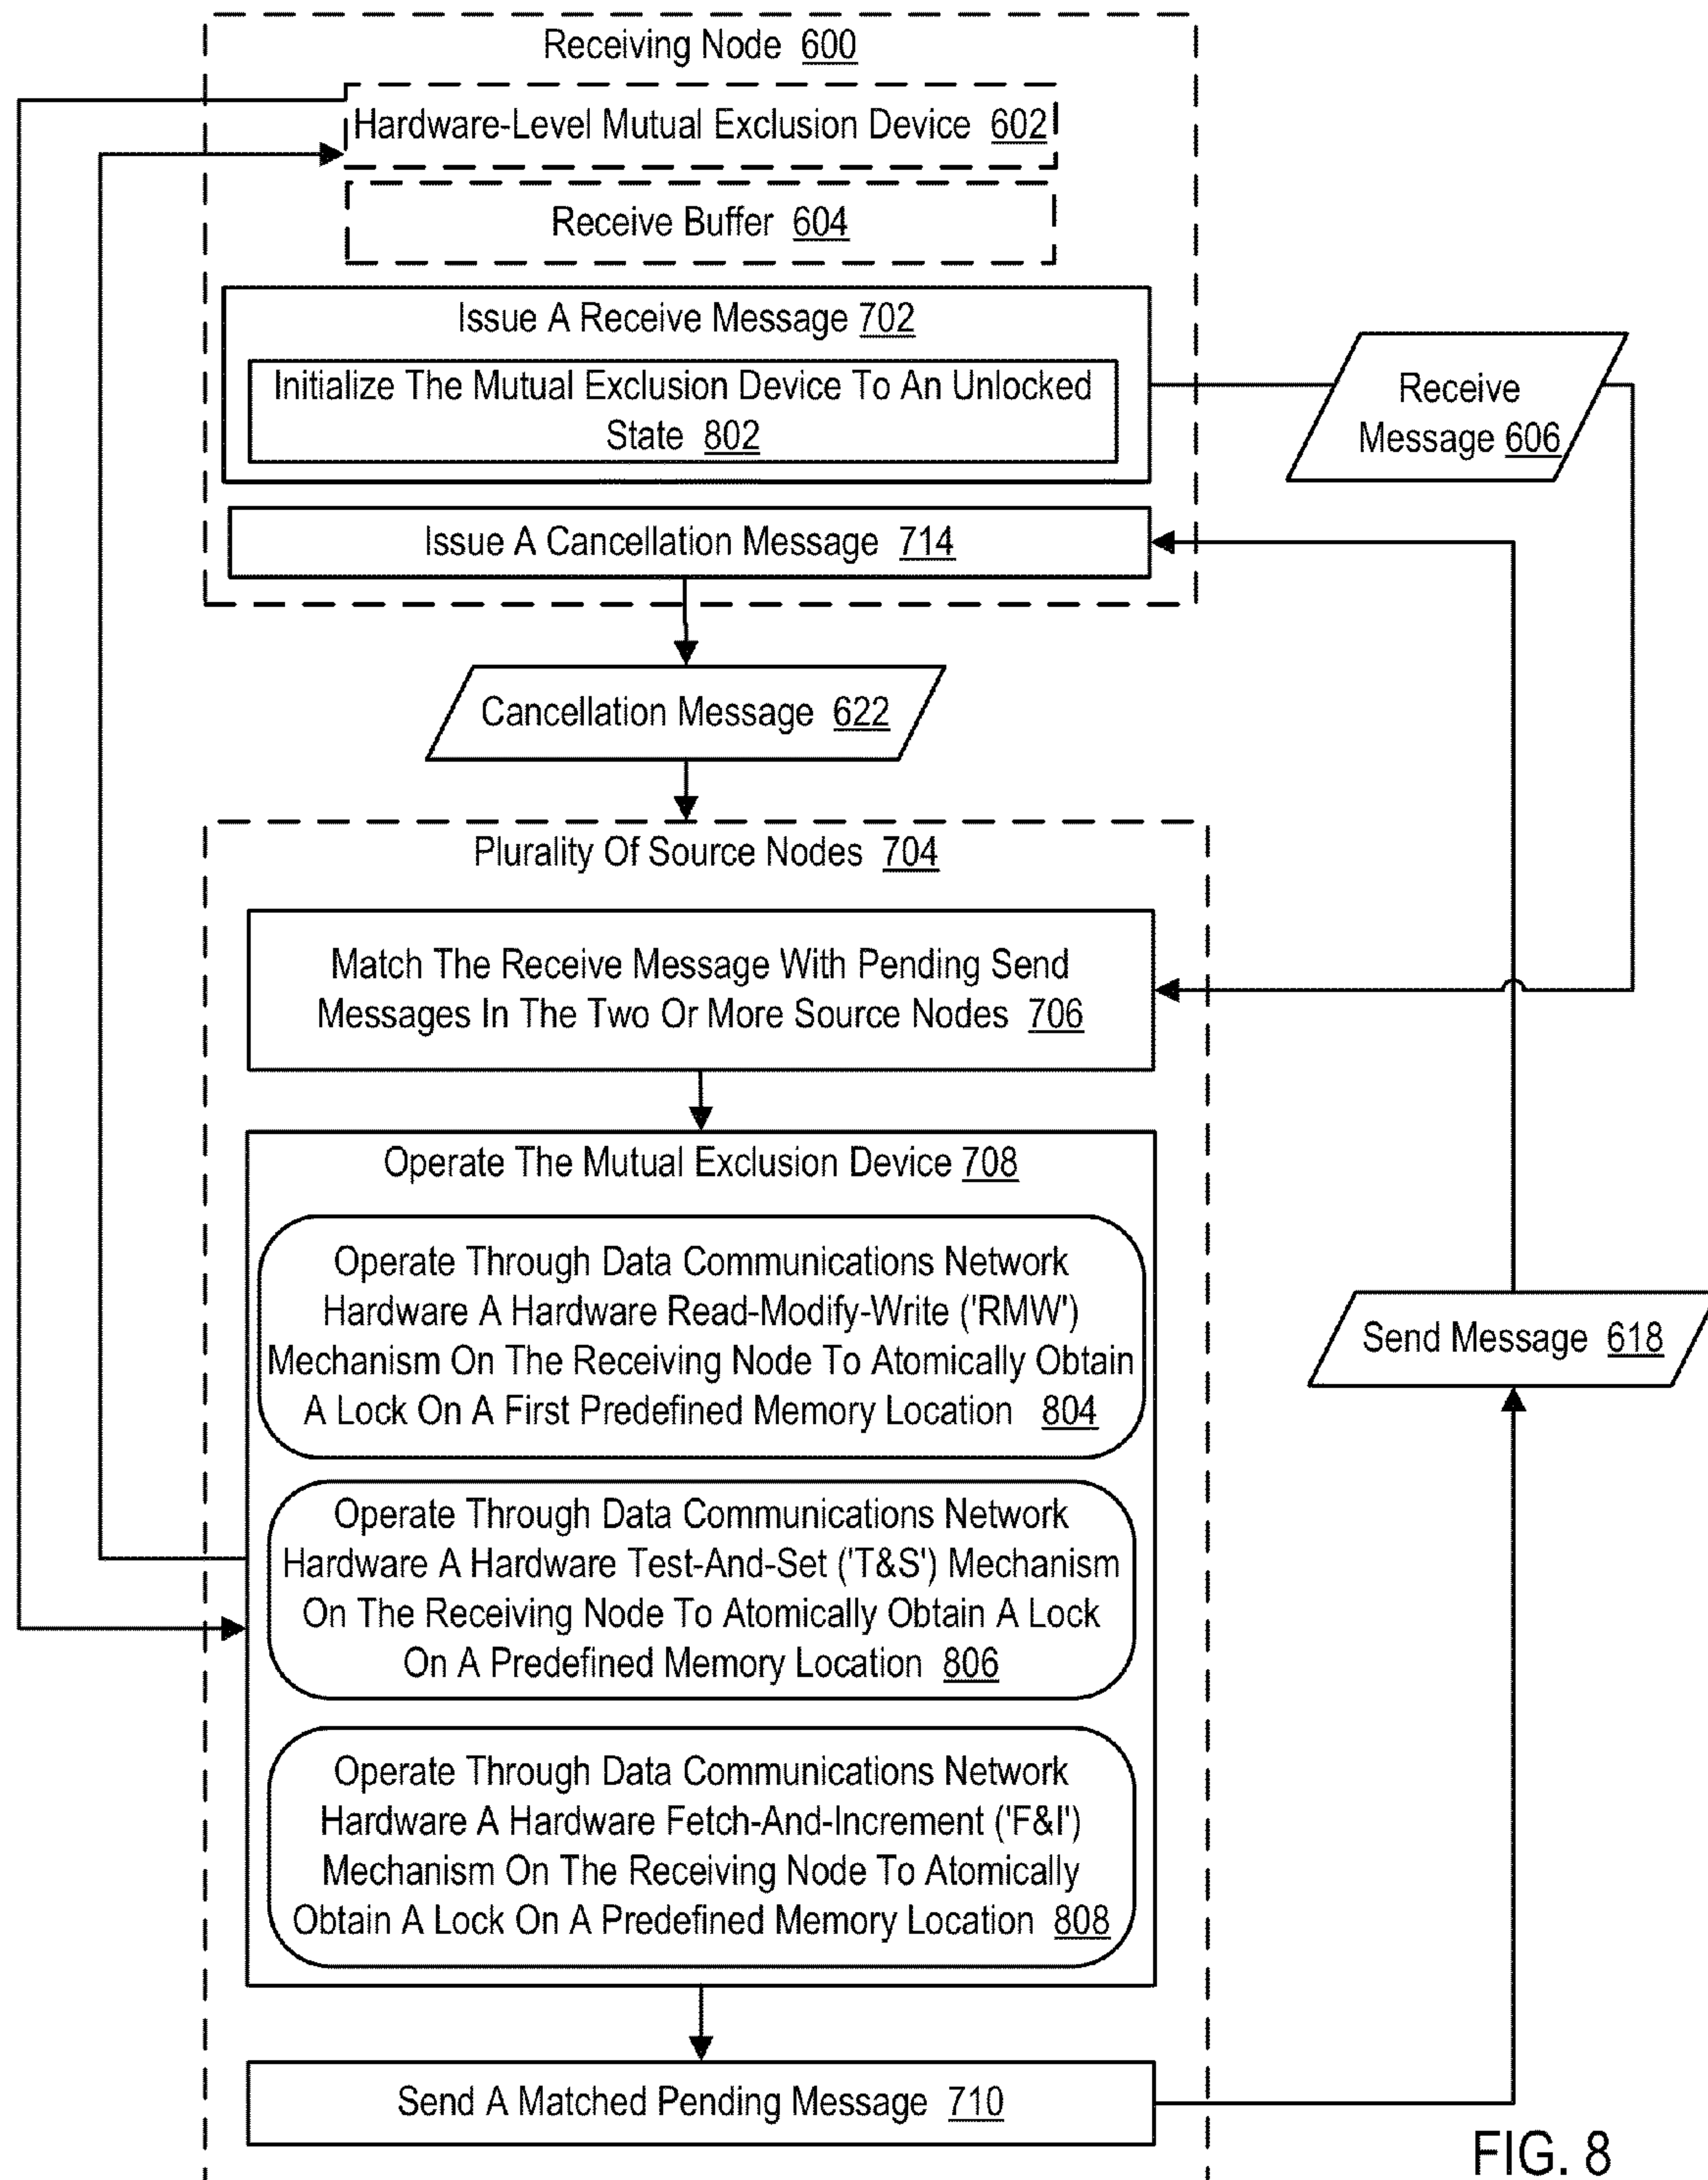 Receiving Node 600
Hardware-Level Mutual Exclusion Device 602
Receive Buffer 604
Issue A Receive Message 702
Initialize The Mutual Exclusion Device To An Unlocked
State 802
Receive
Message 606
Issue A Cancellation Message 714
Cancellation Message 622
Plurality Of Source Nodes 704
Match The Receive Message With Pending Send
Messages In The Two Or More Source Nodes 706
Operate The Mutual Exclusion Device 708
Operate Through Data Communications Network
Hardware A Hardware Read-Modify-Write ('RMW')
Mechanism On The Receiving Node To Atomically Obtain
A Lock On A First Predefined Memory Location 804
Send Message 618
Operate Through Data Communications Network
Hardware A Hardware Test-And-Set ('T&S') Mechanism
On The Receiving Node To Atomically Obtain A Lock
On A Predefined Memory Location 806
Operate Through Data Communications Network
Hardware A Hardware Fetch-And-Increment ('F&I')
Mechanism On The Receiving Node To Atomically
Obtain A Lock On A Predefined Memory Location 808
Send A Matched Pending Message 710
FIG. 8